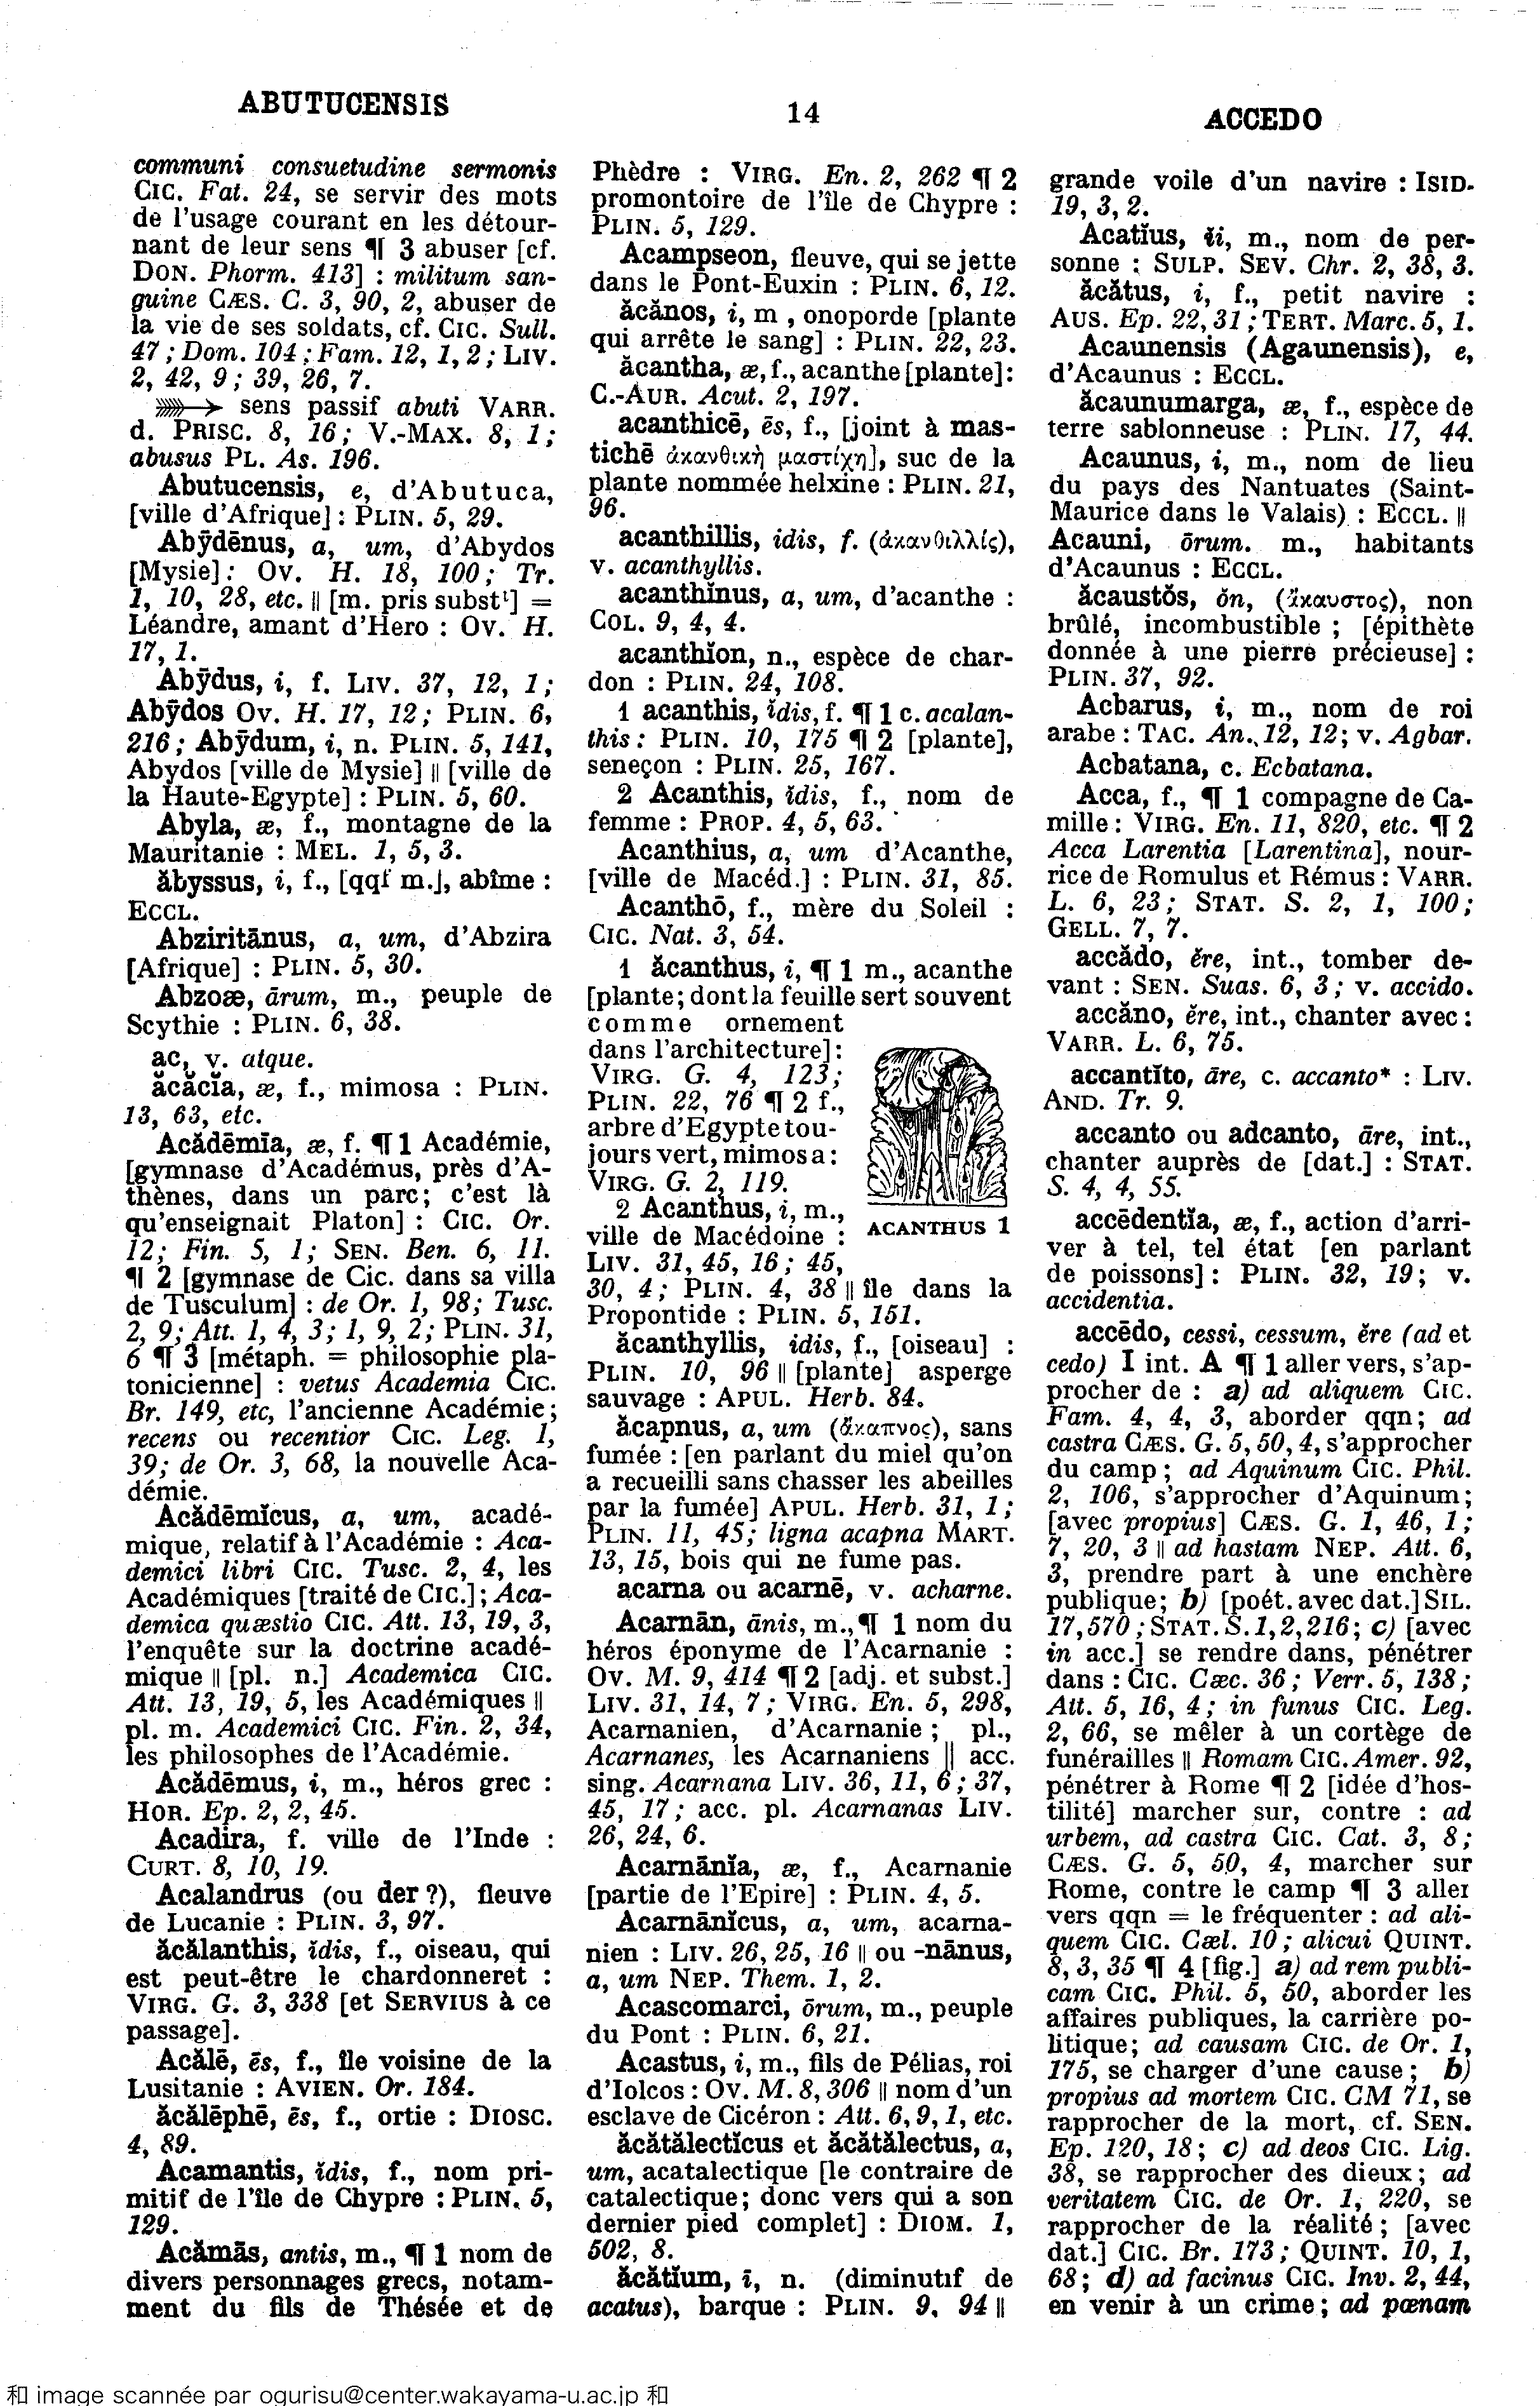 ABUTUCENSIS
14
ACCEDO
communi consuetudine sermonis
CIC. Fat. 24, se servir des mots
de l'usage courant en les détour-
nant de leur sens ¶ 3 abuser [cf.
DON. Phorm. 413] : militum san-
guine CÆS. C. 3, 90, 2, abuser de
la vie de ses soldats, cf. CIC. Sull.
47 ; Dom. 104 ; Fam. 12, 1, 2 ; LIV.
2, 42, 9 ; 39, 26, 7.
➳ sens passif abuti VARR.
d. PRISC. 8, 16 ; V.-MAX. 8, 1 ;
abusus PL. As. 196.
Abutucensis, e, d'Abutuca,
[ville d'Afrique] : PLIN. 5, 29.
Abȳdēnus, a, um, d'Abydos
[Mysie] : OV. H. 18, 100 ; Tr.
1, 10, 28, etc. || [m. pris substᵗ] =
Léandre, amant d'Hero : OV. H.
17, 1.
Abȳdus, i, f. LIV. 37, 12, 1 ;
Abȳdos OV. H. 17, 12 ; PLIN. 6,
216 ; Abȳdum, i, n. PLIN. 5, 141,
Abydos [ville de Mysie] || [ville de
la Haute-Egypte] : PLIN. 5, 60.
Abyla, æ, f., montagne de la
Mauritanie : MEL. 1, 5, 3.
ăbyssus, i, f., [qqf m.], abîme :
ECCL.
Abziritānus, a, um, d'Abzira
[Afrique] : PLIN. 5, 30.
Abzoæ, ārum, m., peuple de
Scythie : PLIN. 6, 38.
ac, v. atque.
ăcăcĭa, æ, f., mimosa : PLIN.
13, 63, etc.
Acădēmīa, æ, f. ¶ 1 Académie,
[gymnase d'Académus, près d'A-
thènes, dans un parc ; c'est là
qu'enseignait Platon] : CIC. Or.
12 ; Fin. 5, 1 ; SEN. Ben. 6, 11.
¶ 2 [gymnase de Cic. dans sa villa
de Tusculum] : de Or. 1, 98 ; Tusc.
2, 9 ; Att. 1, 4, 3 ; 1, 9, 2 ; PLIN. 31,
6 ¶ 3 [métaph. = philosophie pla-
tonicienne] : vetus Academia CIC.
Br. 149, etc, l'ancienne Académie ;
recens ou recentior CIC. Leg. 1,
39 ; de Or. 3, 68, la nouvelle Aca-
démie.
Acădēmĭcus, a, um, acadé-
mique, relatif à l'Académie : Aca-
demici libri CIC. Tusc. 2, 4, les
Académiques [traité de CIC.] ; Aca-
demica quæstio CIC. Att. 13, 19, 3,
l'enquête sur la doctrine acadé-
mique || [pl. n.] Academica CIC.
Att. 13, 19, 5, les Académiques ||
pl. m. Academici CIC. Fin. 2, 34,
les philosophes de l'Académie.
Acădēmus, i, m., héros grec :
HOR. Ep. 2, 2, 45.
Acadira, f. ville de l'Inde :
CURT. 8, 10, 19.
Acalandrus (ou der ?), fleuve
de Lucanie : PLIN. 3, 97.
ăcălanthis, ĭdis, f., oiseau, qui
est peut-être le chardonneret :
VIRG. G. 3, 338 [et SERVIUS à ce
passage].
Acălē, ēs, f., île voisine de la
Lusitanie : AVIEN. Or. 184.
ăcălēphē, ēs, f., ortie : DIOSC.
4, 89.
Acamantis, ĭdis, f., nom pri-
mitif de l'île de Chypre : PLIN. 5,
129.
Acămās, antis, m., ¶ 1 nom de
divers personnages grecs, notam-
ment du fils de Thésée et de
Phèdre : VIRG. En. 2, 262 ¶ 2
promontoire de l'île de Chypre :
PLIN. 5, 129.
Acampseon, fleuve, qui se jette
dans le Pont-Euxin : PLIN. 6, 12.
ăcănos, i, m , onoporde [plante
qui arrête le sang] : PLIN. 22, 23.
ăcantha, æ, f., acanthe [plante] :
C.-AUR. Acut. 2, 197.
acanthicē, ēs, f., [joint à mas-
tichē ἀκανθικὴ μαστίχη], suc de la
plante nommée helxine : PLIN. 21,
96.
acanthillis, idis, f. (ἀκανθιλλίς),
v. acanthyllis.
acanthĭnus, a, um, d'acanthe :
COL. 9, 4, 4.
acanthĭon, n., espèce de char-
don : PLIN. 24, 108.
1 acanthis, ĭdis, f. ¶ 1 c. acalan-
this : PLIN. 10, 175 ¶ 2 [plante],
seneçon : PLIN. 25, 167.
2 Acanthis, ĭdis, f., nom de
femme : PROP. 4, 5, 63.
Acanthius, a, um d'Acanthe,
[ville de Macéd.] : PLIN. 31, 85.
Acanthō, f., mère du Soleil :
CIC. Nat. 3, 54.
1 ăcanthus, i, ¶ 1 m., acanthe
[plante ; dont la feuille sert souvent
comme ornement
dans l'architecture] :
VIRG. G. 4, 123 ;
PLIN. 22, 76 ¶ 2 f.,
arbre d'Egypte tou-
jours vert, mimosa :
VIRG. G. 2, 119.
2 Acanthus, i, m.,
ville de Macédoine :
LIV. 31, 45, 16 ; 45,
ACANTHUS 1
30, 4 ; PLIN. 4, 38 || île dans la
Propontide : PLIN. 5, 151.
ăcanthyllis, idis, f., [oiseau] :
PLIN. 10, 96 || [plante] asperge
sauvage : APUL. Herb. 84.
ăcapnus, a, um (ἄκαπνος), sans
fumée : [en parlant du miel qu'on
a recueilli sans chasser les abeilles
par la fumée] APUL. Herb. 31, 1 ;
PLIN. 11, 45 ; ligna acapna MART.
13, 15, bois qui ne fume pas.
acarna ou acarnē, v. acharne.
Acarnān, ānis, m., ¶ 1 nom du
héros éponyme de l'Acarnanie :
OV. M. 9, 414 ¶ 2 [adj. et subst.]
LIV. 31, 14, 7 ; VIRG. En. 5, 298,
Acarnanien, d'Acarnanie ; pl.,
Acarnanes, les Acarnaniens || acc.
sing. Acarnana LIV. 36, 11, 6 ; 37,
45, 17 ; acc. pl. Acarnanas LIV.
26, 24, 6.
Acarnānĭa, æ, f., Acarnanie
[partie de l'Epire] : PLIN. 4, 5.
Acarnānĭcus, a, um, acarna-
nien : LIV. 26, 25, 16 || ou -nānus,
a, um NEP. Them. 1, 2.
Acascomarci, ōrum, m., peuple
du Pont : PLIN. 6, 21.
Acastus, i, m., fils de Pélias, roi
d'Iolcos : OV. M. 8, 306 || nom d'un
esclave de Cicéron : Att. 6, 9, 1, etc.
ăcătălectĭcus et ăcătălectus, a,
um, acatalectique [le contraire de
catalectique ; donc vers qui a son
dernier pied complet] : DIOM. 1,
502, 8.
ăcătĭum, ī, n. (diminutif de
acatus), barque : PLIN. 9, 94 ||
grande voile d'un navire : ISID.
19, 3, 2.
Acatĭus, ĭi, m., nom de per-
sonne : SULP. SEV. Chr. 2, 38, 3.
ăcătus, i, f., petit navire :
AUS. Ep. 22, 31 ; TERT. Marc. 5, 1.
Acaunensis (Agaunensis), e,
d'Acaunus : ECCL.
ăcaunumarga, æ, f., espèce de
terre sablonneuse : PLIN. 17, 44.
Acaunus, i, m., nom de lieu
du pays des Nantuates (Saint-
Maurice dans le Valais) : ECCL. ||
Acauni, ōrum. m., habitants
d'Acaunus : ECCL.
ăcaustŏs, ŏn, (ἄκαυστος), non
brûlé, incombustible ; [épithète
donnée à une pierre précieuse] :
PLIN. 37, 92.
Acbarus, i, m., nom de roi
arabe : TAC. An. 12, 12 ; v. Agbar.
Acbatana, c. Ecbatana.
Acca, f., ¶ 1 compagne de Ca-
mille : VIRG. En. 11, 820, etc. ¶ 2
Acca Larentia [Larentina], nour-
rice de Romulus et Rémus : VARR.
L. 6, 23 ; STAT. S. 2, 1, 100 ;
GELL. 7, 7.
accădo, ĕre, int., tomber de-
vant : SEN. Suas. 6, 3 ; v. accido.
accăno, ĕre, int., chanter avec :
VARR. L. 6, 75.
accantĭto, āre, c. accanto* : LIV.
AND. Tr. 9.
accanto ou adcanto, āre, int.,
chanter auprès de [dat.] : STAT.
S. 4, 4, 55.
accēdentĭa, æ, f., action d'arri-
ver à tel, tel état [en parlant
de poissons] : PLIN. 32, 19 ; v.
accidentia.
accēdo, cessi, cessum, ĕre (ad et
cedo) I int. A ¶ 1 aller vers, s'ap-
procher de : a) ad aliquem CIC.
Fam. 4, 4, 3, aborder qqn ; ad
castra CÆS. G. 5, 50, 4, s'approcher
du camp ; ad Aquinum CIC. Phil.
2, 106, s'approcher d'Aquinum ;
[avec propius] CÆS. G. 1, 46, 1 ;
7, 20, 3 || ad hastam NEP. Att. 6,
3, prendre part à une enchère
publique ; b) [poét. avec dat.] SIL.
17, 570 ; STAT. S. 1, 2, 216 ; c) [avec
in acc.] se rendre dans, pénétrer
dans : CIC. Cæc. 36 ; Verr. 5, 138 ;
Att. 5, 16, 4 ; in funus CIC. Leg.
2, 66, se mêler à un cortège de
funérailles || Romam CIC. Amer. 92,
pénétrer à Rome ¶ 2 [idée d'hos-
tilité] marcher sur, contre : ad
urbem, ad castra CIC. Cat. 3, 8 ;
CÆS. G. 5, 50, 4, marcher sur
Rome, contre le camp ¶ 3 aller
vers qqn = le fréquenter : ad ali-
quem CIC. Cæl. 10 ; alicui QUINT.
8, 3, 35 ¶ 4 [fig.] a) ad rem publi-
cam CIC. Phil. 5, 50, aborder les
affaires publiques, la carrière po-
litique ; ad causam CIC. de Or. 1,
175, se charger d'une cause ; b)
propius ad mortem CIC. CM 71, se
rapprocher de la mort, cf. SEN.
Ep. 120, 18 ; c) ad deos CIC. Lig.
38, se rapprocher des dieux ; ad
veritatem CIC. de Or. 1, 220, se
rapprocher de la réalité ; [avec
dat.] CIC. Br. 173 ; QUINT. 10, 1,
68 ; d) ad facinus CIC. Inv. 2, 44,
en venir à un crime ; ad pœnam
和 image scannée par ogurisu@center.wakayama-u.ac.jp 和